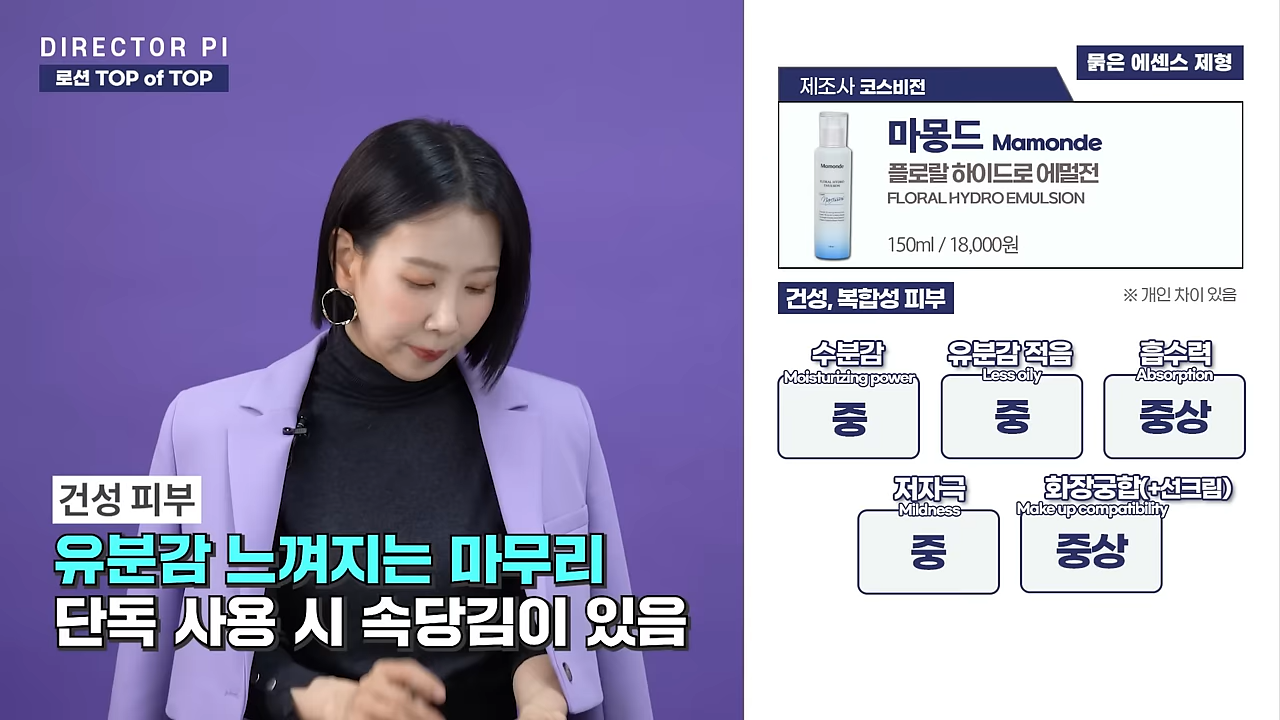 DIRECTOR PI
로션 TOP of TOP
묽은 에센스 제형
제조사 코스비전
마몽드 Mamonde
플로랄 하이드로 에멀전
FLORAL HYDRO EMULSION
150ml / 18,000원
Mamonde
FLORAL HYDRO
EMULSION
건성, 복합성 피부
※ 개인 차이 있음
수분감
Moisturizing power
중
유분감 적음
Less oily
중
흡수력
Absorption
중상
저자극
Mildness
중
화장궁합(+선크림)
Make up compatibility
중상
건성 피부
유분감 느껴지는 마무리
단독 사용 시 속당김이 있음